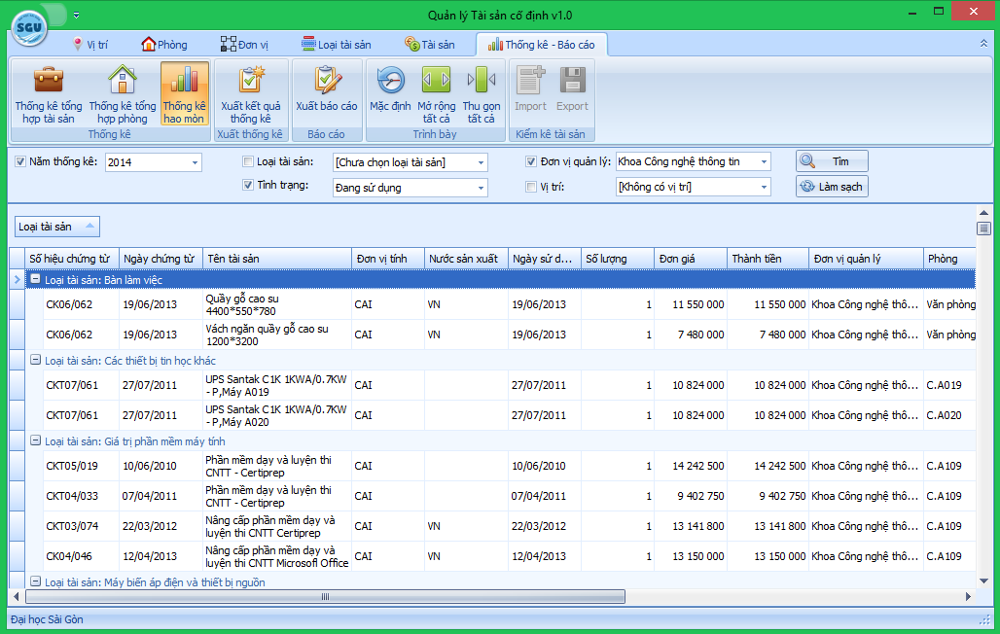 Quản lý Tài sản cố định v1.0
SGU
Vị trí Phòng Đơn vị Loại tài sản Tài sản Thống kê - Báo cáo
Thống kê tổng hợp tài sản
Thống kê tổng hợp phòng
Thống kê hao mòn
Xuất kết quả thống kê
Xuất báo cáo
Mặc định
Mở rộng tất cả
Thu gọn tất cả
Import
Export
Thống kê Xuất thống kê Báo cáo Trình bày Kiểm kê tài sản
Năm thống kê: 2014 Loại tài sản: [Chưa chọn loại tài sản] Đơn vị quản lý: Khoa Công nghệ thông tin Tìm
Tình trạng: Đang sử dụng Vị trí: [Không có vị trí] Làm sạch
Loại tài sản
Số hiệu chứng từ Ngày chứng từ Tên tài sản Đơn vị tính Nước sản xuất Ngày sử d... Số lượng Đơn giá Thành tiền Đơn vị quản lý Phòng
Loại tài sản: Bàn làm việc
CK06/062 19/06/2013 Quầy gỗ cao su 4400*550*780 CAI VN 19/06/2013 1 11 550 000 11 550 000 Khoa Công nghệ thô... Văn phòng
CK06/062 19/06/2013 Vách ngăn quầy gỗ cao su 1200*3200 CAI VN 19/06/2013 1 7 480 000 7 480 000 Khoa Công nghệ thô... Văn phòng
Loại tài sản: Các thiết bị tin học khác
CKT07/061 27/07/2011 UPS Santak C1K 1KWA/0.7KW - P,Máy A019 CAI 27/07/2011 1 10 824 000 10 824 000 Khoa Công nghệ thô... C.A019
CKT07/061 27/07/2011 UPS Santak C1K 1KWA/0.7KW - P,Máy A020 CAI 27/07/2011 1 10 824 000 10 824 000 Khoa Công nghệ thô... C.A020
Loại tài sản: Giá trị phần mềm máy tính
CKT05/019 10/06/2010 Phần mềm dạy và luyện thi CNTT - Certiprep CAI 10/06/2010 1 14 242 500 14 242 500 Khoa Công nghệ thô... C.A109
CKT04/033 07/04/2011 Phần mềm dạy và luyện thi CNTT - Certiprep CAI 07/04/2011 1 9 402 750 9 402 750 Khoa Công nghệ thô... C.A109
CKT03/074 22/03/2012 Nâng cấp phần mềm dạy và luyện thi CNTT Certiprep CAI VN 22/03/2012 1 13 141 800 13 141 800 Khoa Công nghệ thô... C.A109
CK04/046 12/04/2013 Nâng cấp phần mềm dạy và luyện thi CNTT Microsofl Office CAI VN 12/04/2013 1 13 150 000 13 150 000 Khoa Công nghệ thô... C.A109
Loại tài sản: Máy biến áp điện và thiết bị nguồn
Đại học Sài Gòn